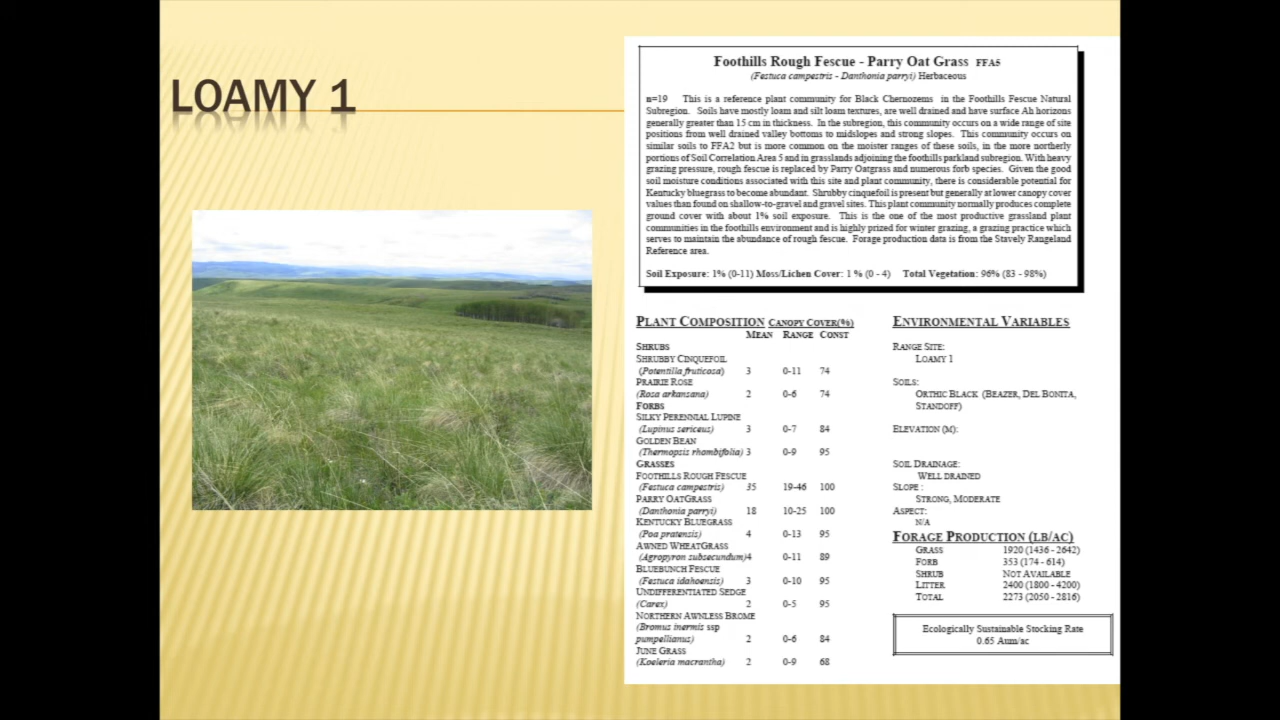 LOAMY 1
Foothills Rough Fescue - Parry Oat Grass FFA5
(Festuca campestris - Danthonia parryi) Herbaceous
n=19 This is a reference plant community for Black Chernozems in the Foothills Fescue Natural
Subregion. Soils have mostly loam and silt loam textures, are well drained and have surface Ah horizons
generally greater than 15 cm in thickness. In the subregion, this community occurs on a wide range of site
positions from well drained valley bottoms to midslopes and strong slopes. This community occurs on
similar soils to FFA2 but is more common on the moister ranges of these soils, in the more northerly
portions of Soil Correlation Area 5 and in grasslands adjoining the foothills parkland subregion. With heavy
grazing pressure, rough fescue is replaced by Parry Oatgrass and numerous forb species. Given the good
soil moisture conditions associated with this site and plant community, there is considerable potential for
Kentucky bluegrass to become abundant. Shrubby cinquefoil is present but generally at lower canopy cover
values than found on shallow-to-gravel and gravel sites. This plant community normally produces complete
ground cover with about 1% soil exposure. This is the one of the most productive grassland plant
communities in the foothills environment and is highly prized for winter grazing, a grazing practice which
serves to maintain the abundance of rough fescue. Forage production data is from the Stavely Rangeland
Reference area.
Soil Exposure: 1% (0-11) Moss/Lichen Cover: 1 % (0 - 4) Total Vegetation: 96% (83 - 98%)
PLANT COMPOSITION CANOPY COVER(%)
MEAN RANGE CONST
SHRUBS
SHRUBBY CINQUEFOIL
(Potentilla fruticosa) 3 0-11 74
PRAIRIE ROSE
(Rosa arkansana) 2 0-6 74
FORBS
SILKY PERENNIAL LUPINE
(Lupinus sericeus) 3 0-7 84
GOLDEN BEAN
(Thermopsis rhombifolia) 3 0-9 95
GRASSES
FOOTHILLS ROUGH FESCUE
(Festuca campestris) 35 19-46 100
PARRY OATGRASS
(Danthonia parryi) 18 10-25 100
KENTUCKY BLUEGRASS
(Poa pratensis) 4 0-13 95
AWNED WHEATGRASS
(Agropyron subsecundum)4 0-11 89
BLUEBUNCH FESCUE
(Festuca idahoensis) 3 0-10 95
UNDIFFERENTIATED SEDGE
(Carex) 2 0-5 95
NORTHERN AWNLESS BROME
(Bromus inermis ssp
pumpellianus) 2 0-6 84
JUNE GRASS
(Koeleria macrantha) 2 0-9 68
ENVIRONMENTAL VARIABLES
RANGE SITE:
LOAMY 1
SOILS:
ORTHIC BLACK (BEAZER, DEL BONITA,
STANDOFF)
ELEVATION (M):
SOIL DRAINAGE:
WELL DRAINED
SLOPE :
STRONG, MODERATE
ASPECT:
N/A
FORAGE PRODUCTION (LB/AC)
GRASS 1920 (1436 - 2642)
FORB 353 (174 - 614)
SHRUB NOT AVAILABLE
LITTER 2400 (1800 - 4200)
TOTAL 2273 (2050 - 2816)
Ecologically Sustainable Stocking Rate
0.65 Aum/ac